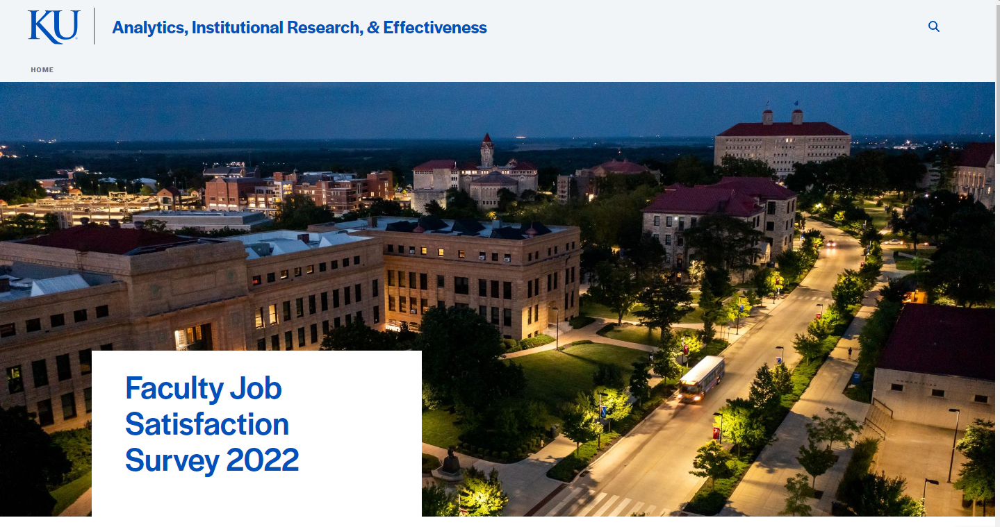 KU
Analytics, Institutional Research, & Effectiveness
HOME
Faculty Job
Satisfaction
Survey 2022